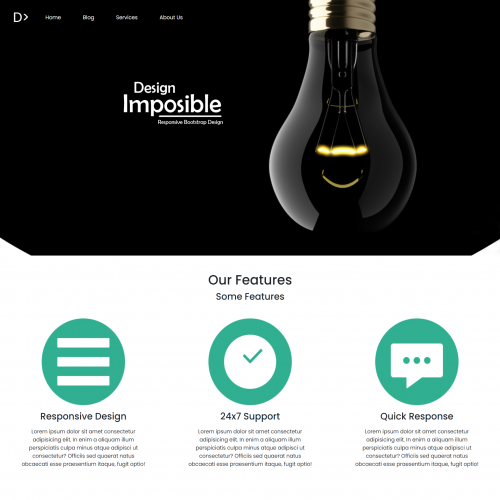 D> Home Blog Services About Us
Design
Imposible
Responsive Bootstrap Design
Our Features
Some Features
Responsive Design
Lorem ipsum dolor sit amet consectetur
adipisicing elit. In enim a aliquam illum
perspiciatis culpa minus atque adipisci ut
consectetur? Officiis sed quaerat natus
obcaecati esse praesentium itaque, fugit optio!
24x7 Support
Lorem ipsum dolor sit amet consectetur
adipisicing elit. In enim a aliquam illum
perspiciatis culpa minus atque adipisci ut
consectetur? Officiis sed quaerat natus
obcaecati esse praesentium itaque, fugit optio!
Quick Response
Lorem ipsum dolor sit amet consectetur
adipisicing elit. In enim a aliquam illum
perspiciatis culpa minus atque adipisci ut
consectetur? Officiis sed quaerat natus
obcaecati esse praesentium itaque, fugit optio!